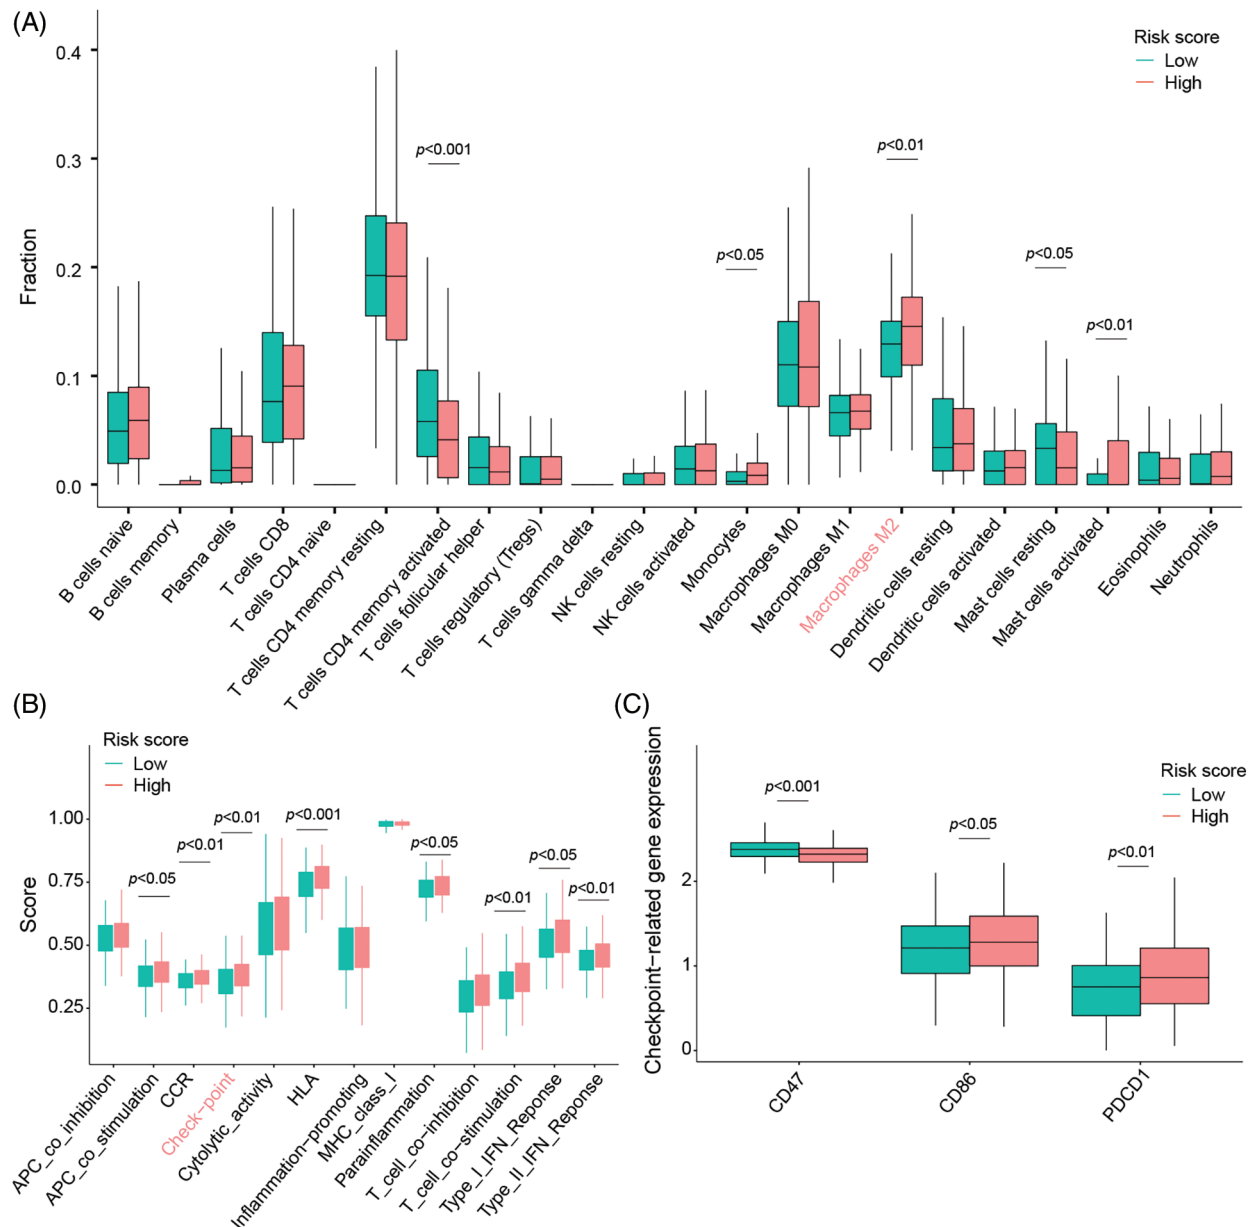 (A)
Risk score
Low
High
Fraction
0.4
0.3
0.2
0.1
0.0
p<0.001
p<0.05
p<0.01
p<0.05
p<0.01
B cells naive
B cells memory
Plasma cells
T cells CD8
T cells CD4 naive
T cells CD4 memory resting
T cells CD4 memory activated
T cells follicular helper
T cells regulatory (Tregs)
T cells gamma delta
NK cells resting
NK cells activated
Monocytes
Macrophages M0
Macrophages M1
Macrophages M2
Dendritic cells resting
Dendritic cells activated
Mast cells resting
Mast cells activated
Eosinophils
Neutrophils
(B)
Risk score
Low
High
Score
1.00
0.75
0.50
0.25
p<0.05
p<0.01
p<0.01
p<0.001
p<0.05
p<0.01
p<0.05
p<0.01
APC_co_inhibition
APC_co_stimulation
CCR
Check-point
Cytolytic_activity
HLA
Inflammation-promoting
MHC_class_I
Parainflammation
T_cell_co-inhibition
T_cell_co-stimulation
Type_I_IFN_Reponse
Type_II_IFN_Reponse
(C)
Checkpoint-related gene expression
Risk score
Low
High
2
1
0
p<0.001
p<0.05
p<0.01
CD47
CD86
PDCD1